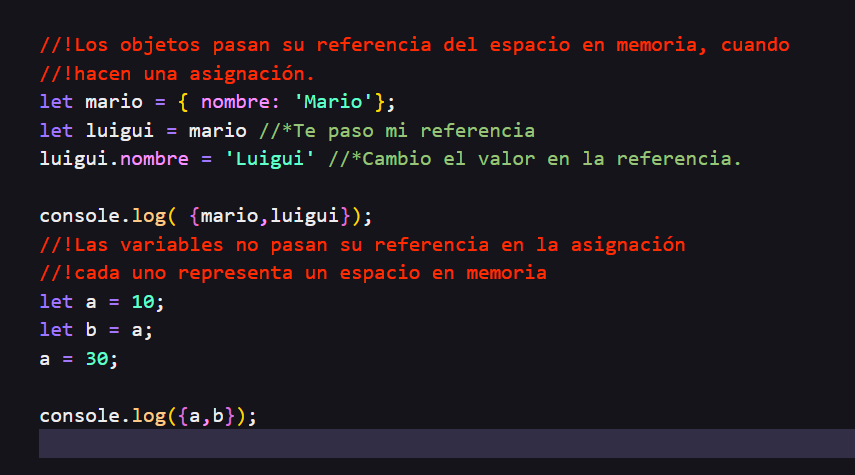 //!Los objetos pasan su referencia del espacio en memoria, cuando
//!hacen una asignación.
let mario = { nombre: 'Mario'};
let luigui = mario //*Te paso mi referencia
luigui.nombre = 'Luigui' //*Cambio el valor en la referencia.
console.log( {mario,luigui});
//!Las variables no pasan su referencia en la asignación
//!cada uno representa un espacio en memoria
let a = 10;
let b = a;
a = 30;
console.log({a,b});